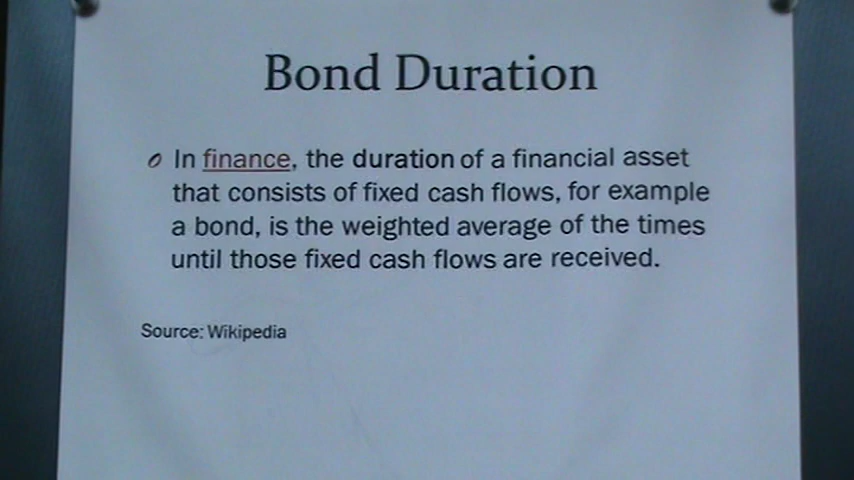 Bond Duration
In finance, the duration of a financial asset
that consists of fixed cash flows, for example
a bond, is the weighted average of the times
until those fixed cash flows are received.
Source: Wikipedia